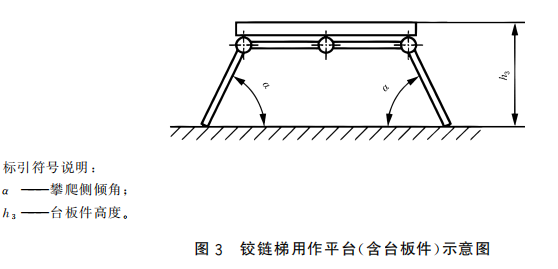 α
α
h₃
标引符号说明：
α ——攀爬侧倾角；
h₃——台板件高度。
图 3 铰链梯用作平台(含台板件)示意图